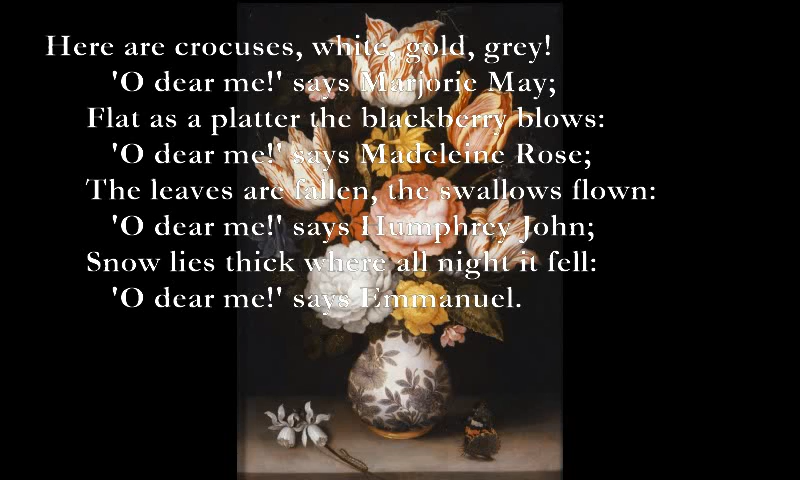 Here are crocuses, white, gold, grey!
'O dear me!' says Marjorie May;
Flat as a platter the blackberry blows:
'O dear me!' says Madeleine Rose;
The leaves are fallen, the swallows flown:
'O dear me!' says Humphrey John;
Snow lies thick where all night it fell:
'O dear me!' says Emmanuel.